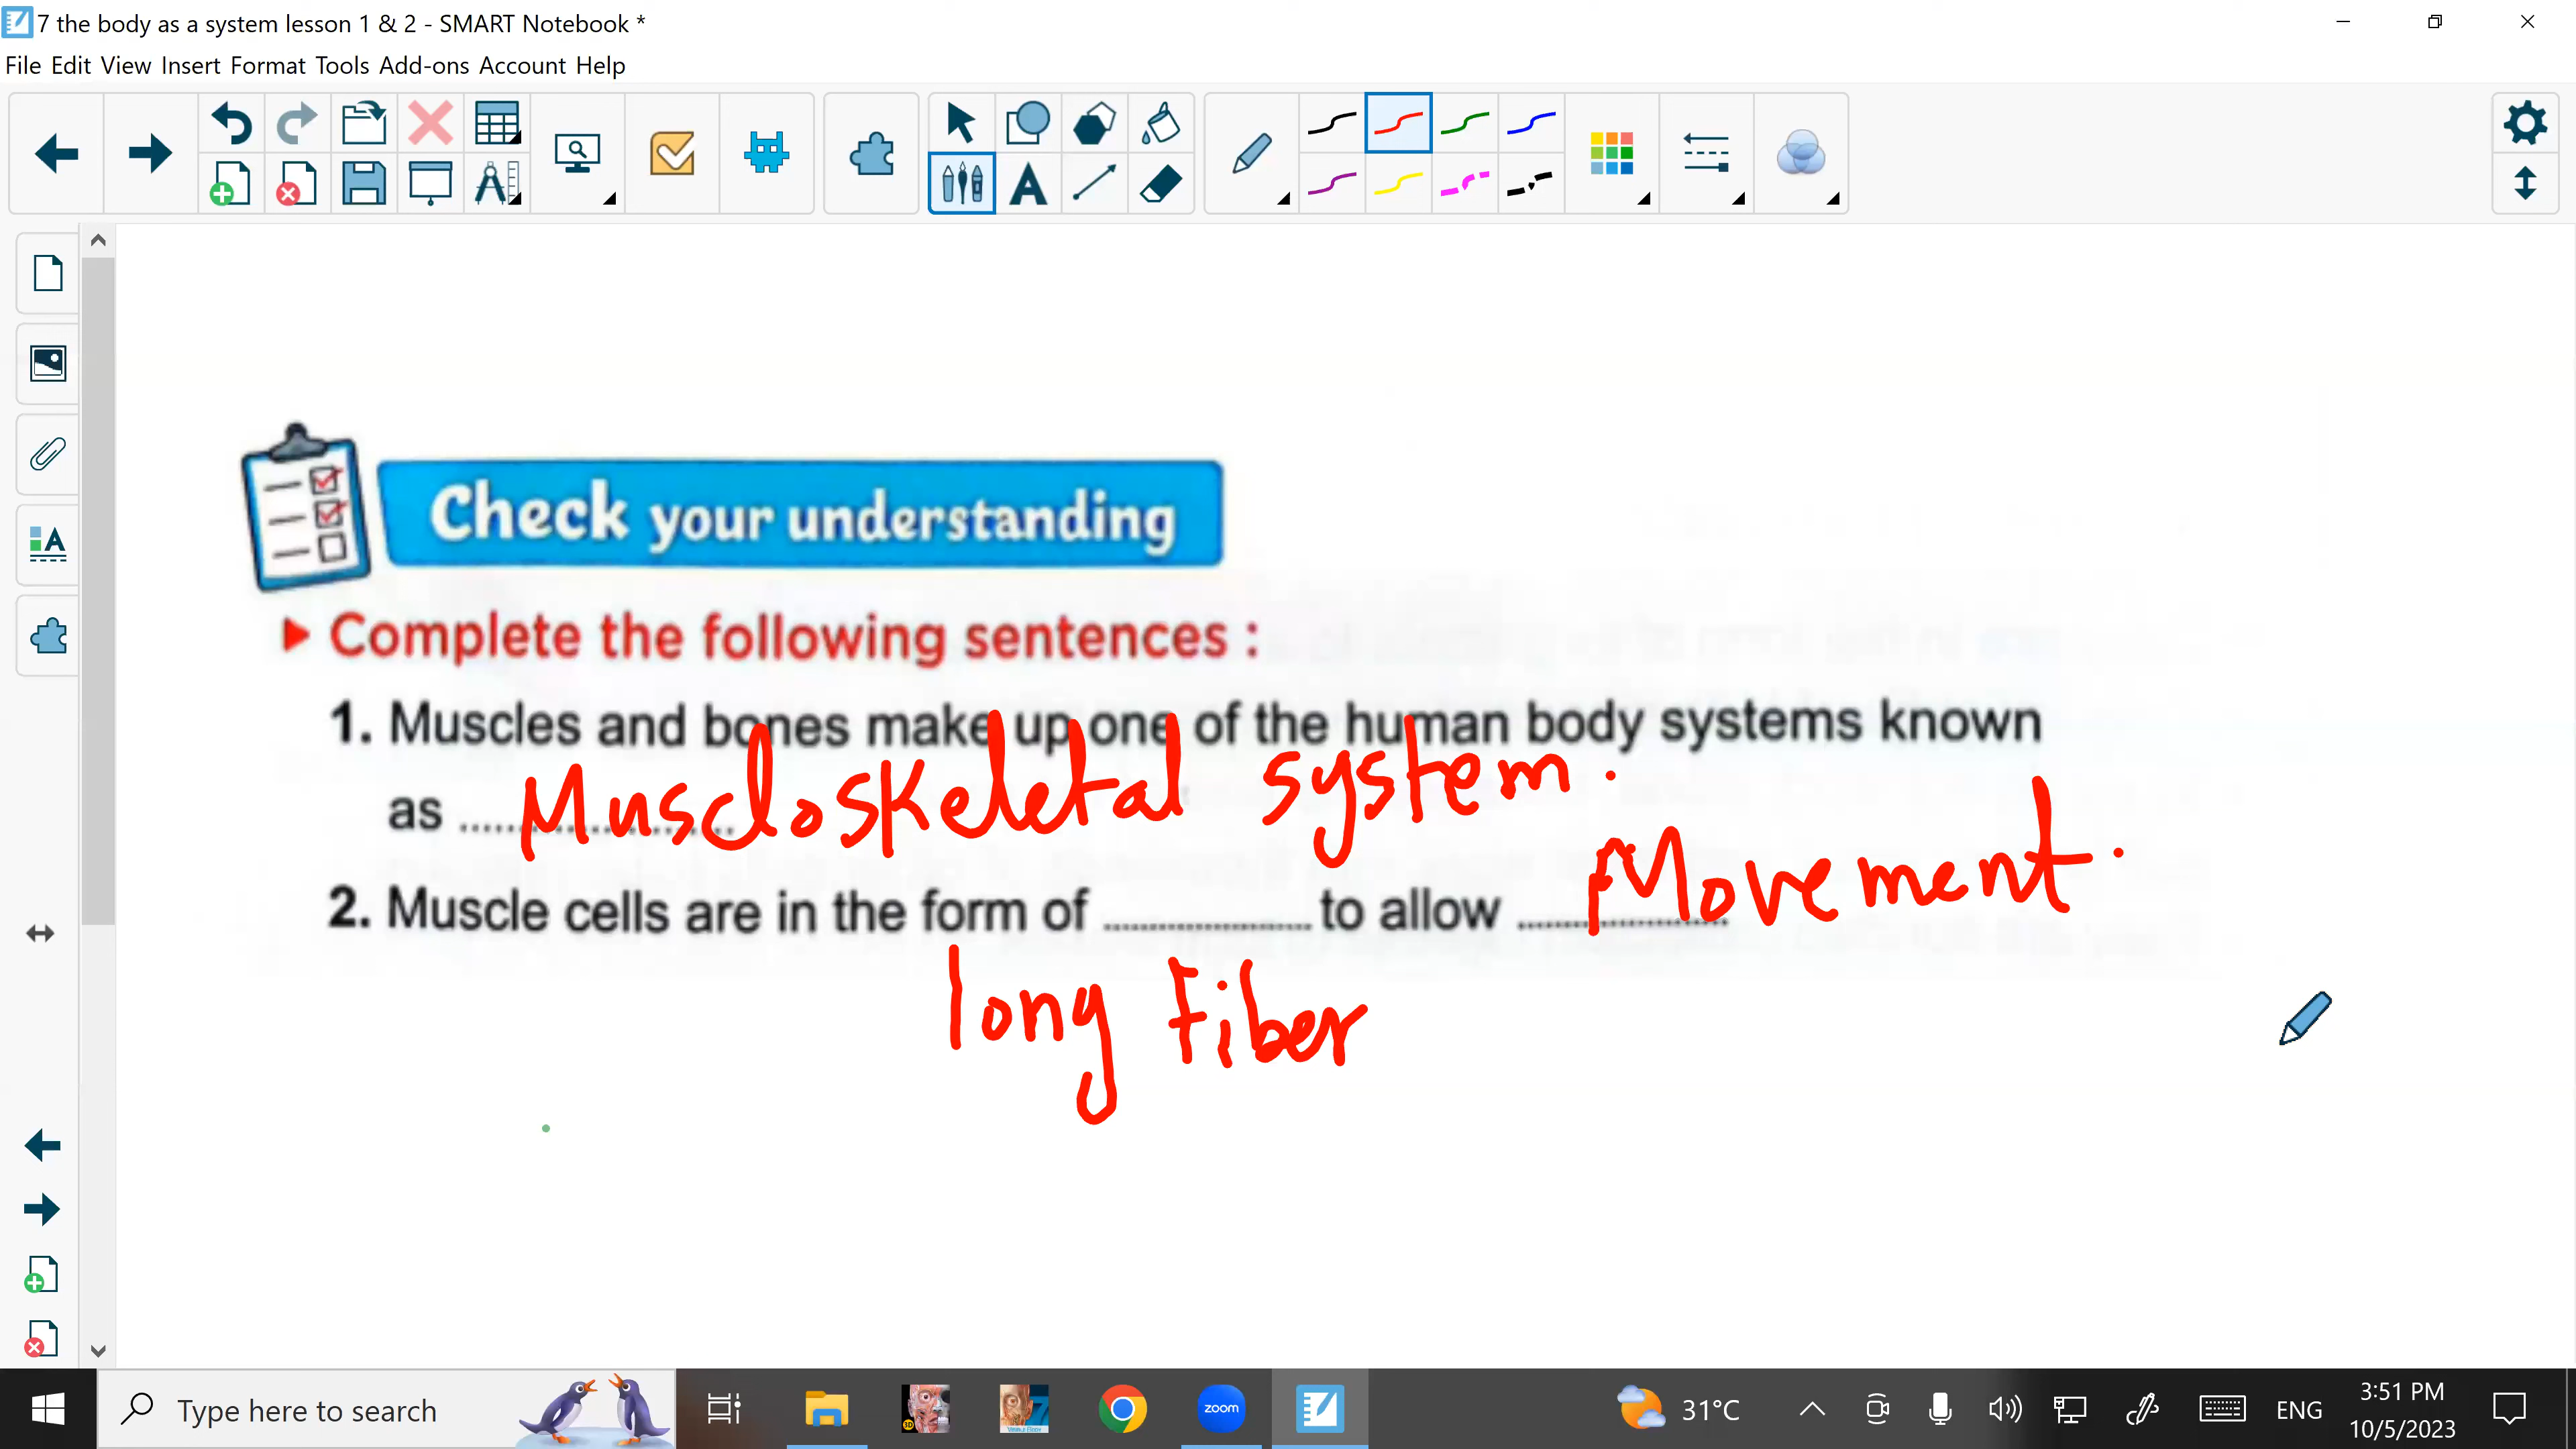 7 the body as a system lesson 1 & 2 - SMART Notebook *
File Edit View Insert Format Tools Add-ons Account Help
Check your understanding
Complete the following sentences :
1. Muscles and bones make up one of the human body systems known
as ........................ Muscloskeletal system.
2. Muscle cells are in the form of ........................ to allow ........................ Movement.
long fiber
Type here to search
zoom
31°C
ENG
3:51 PM
10/5/2023